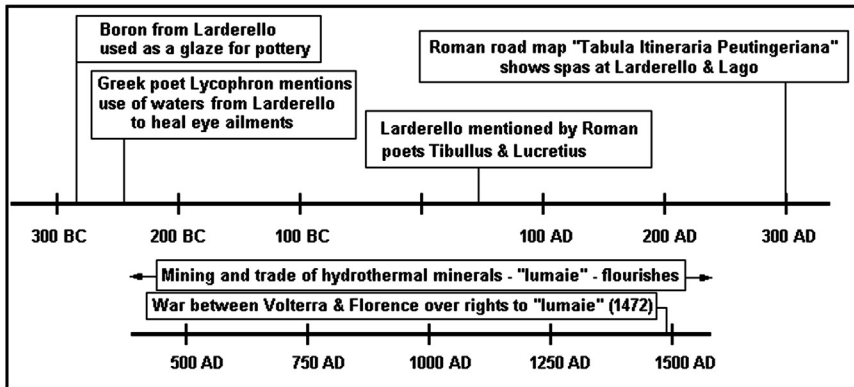 Boron from Larderello
used as a glaze for pottery
Roman road map "Tabula Itineraria Peutingeriana"
shows spas at Larderello & Lago
Greek poet Lycophron mentions
use of waters from Larderello
to heal eye ailments
Larderello mentioned by Roman
poets Tibullus & Lucretius
300 BC 200 BC 100 BC 100 AD 200 AD 300 AD
Mining and trade of hydrothermal minerals - "lumaie" - flourishes
War between Volterra & Florence over rights to "lumaie" (1472)
500 AD 750 AD 1000 AD 1250 AD 1500 AD